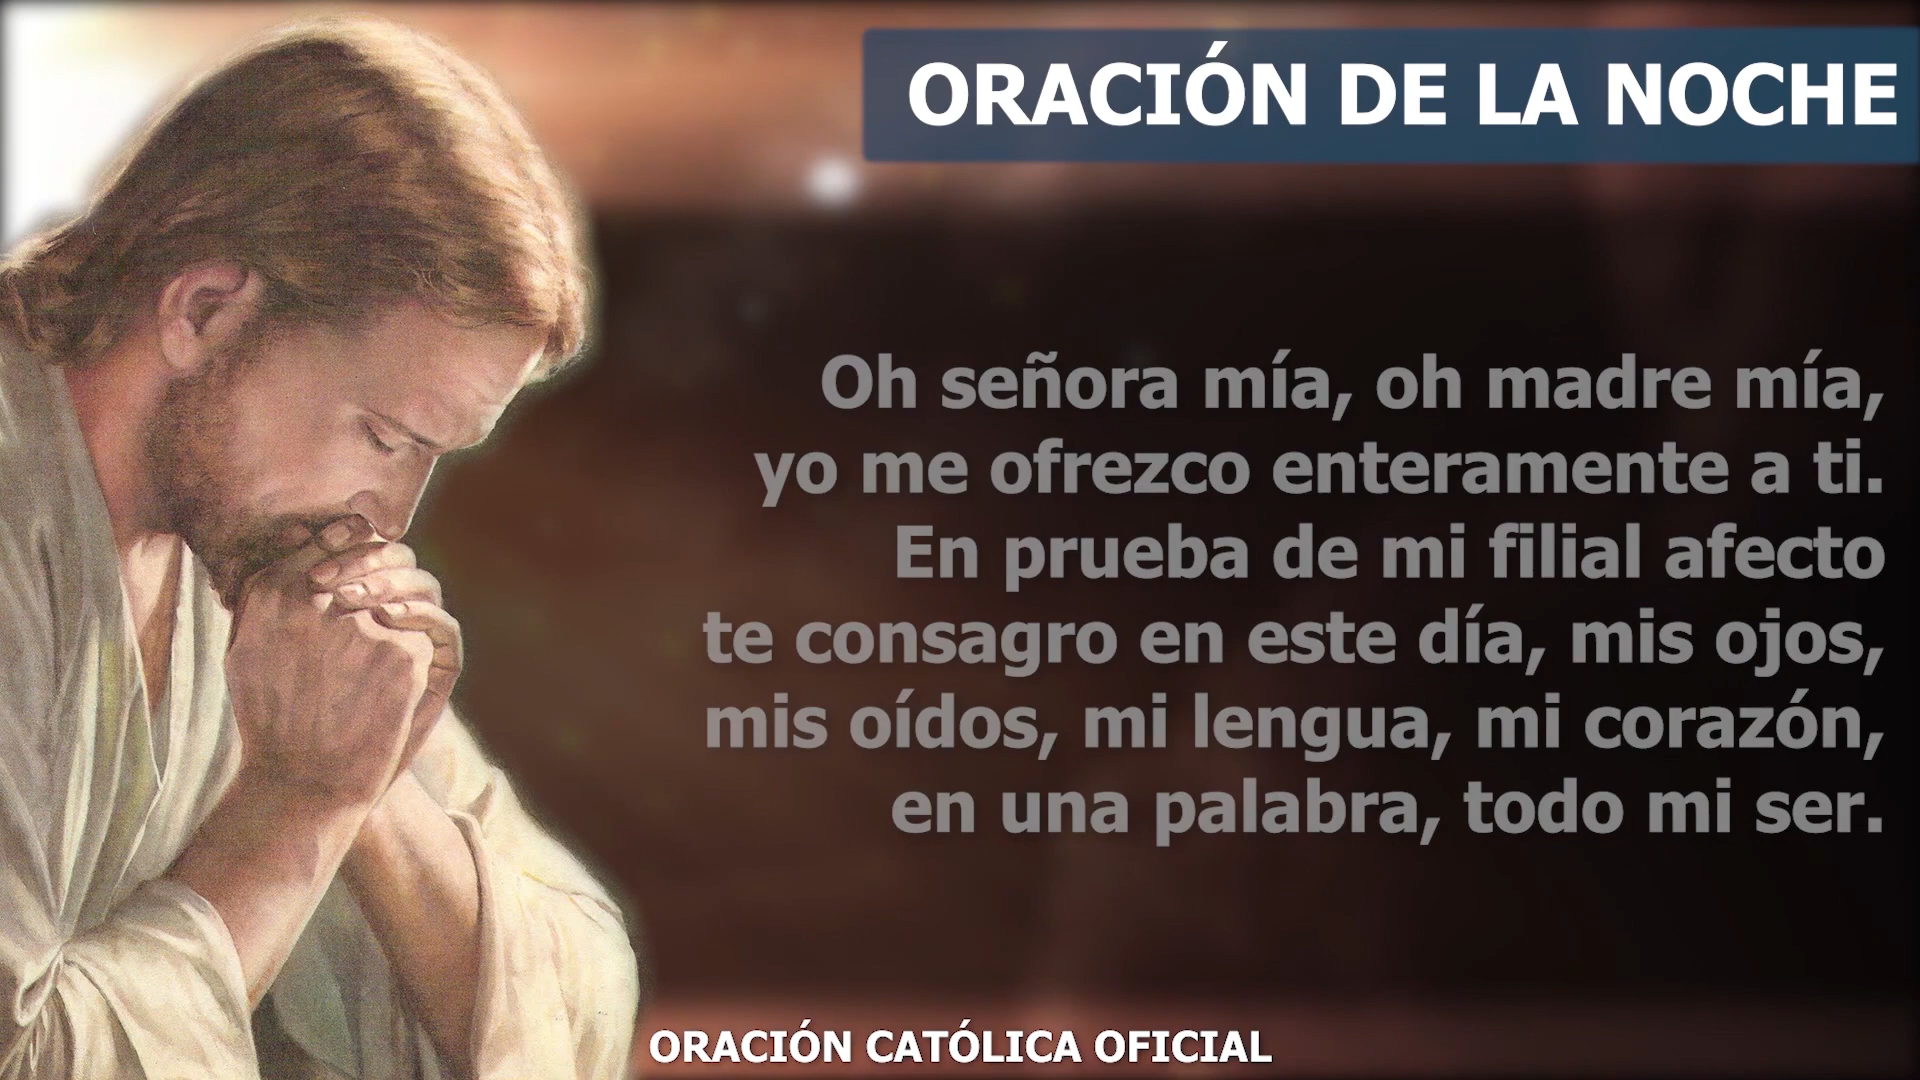 ORACIÓN DE LA NOCHE
Oh señora mía, oh madre mía,
yo me ofrezco enteramente a ti.
En prueba de mi filial afecto
te consagro en este día, mis ojos,
mis oídos, mi lengua, mi corazón,
en una palabra, todo mi ser.
ORACIÓN CATÓLICA OFICIAL